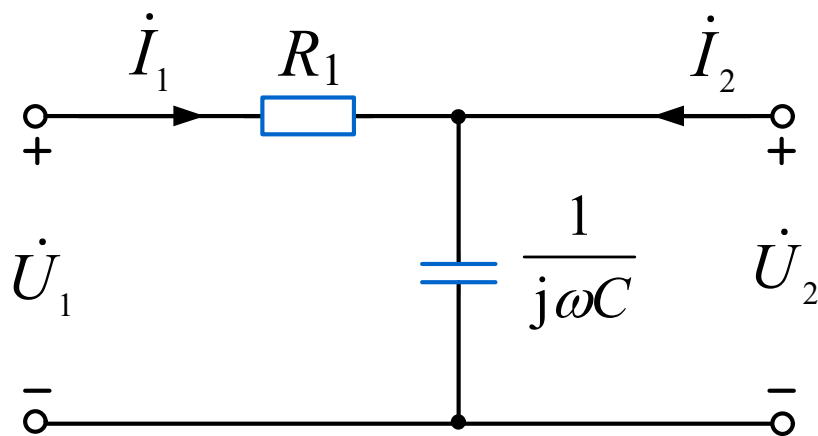 İ₁ R₁ İ₂
+ +
U̇₁ 1/jωC U̇₂
− −